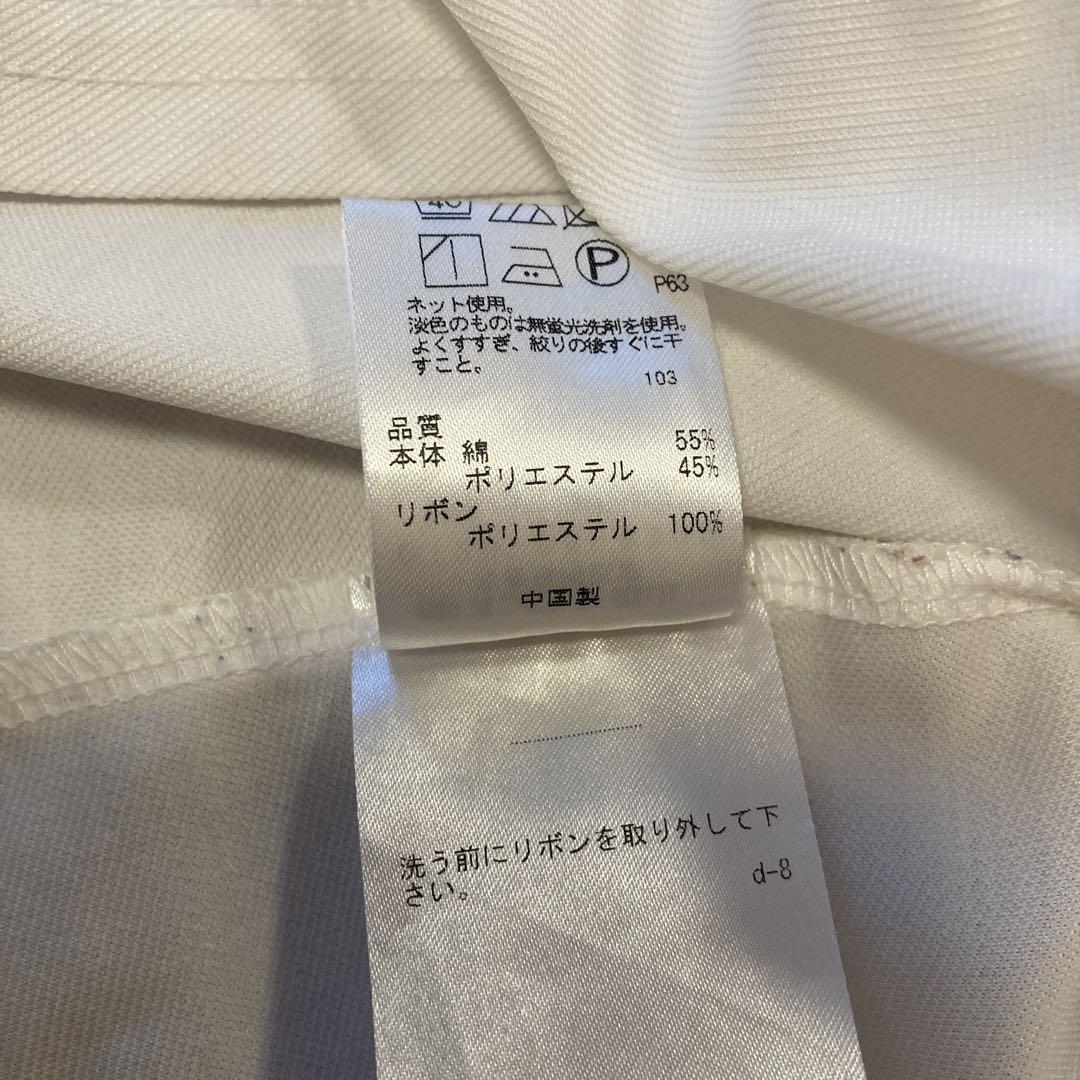 40
P
P63
ネット使用。
淡色のものは無蛍光洗剤を使用。
よくすすぎ、絞りの後すぐに干
すこと。
103
品質
本体 綿 55%
ポリエステル 45%
リボン
ポリエステル 100%
中国製
洗う前にリボンを取り外して下
さい。
d-8